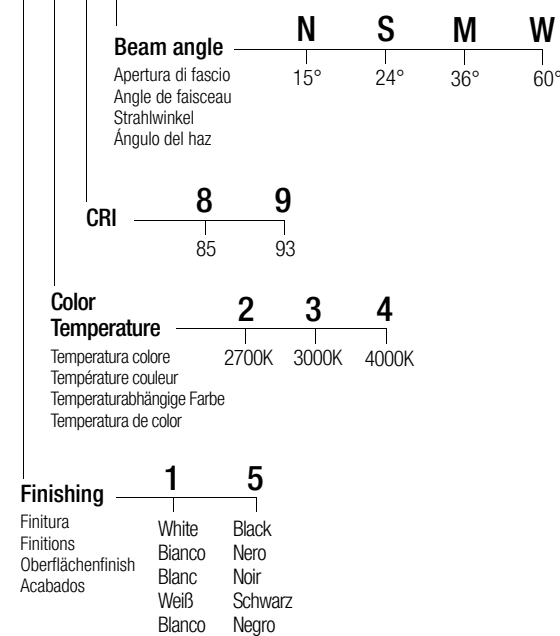 N S M W
Beam angle
Apertura di fascio 15° 24° 36° 60°
Angle de faisceau
Strahlwinkel
Ángulo del haz
8 9
CRI
85 93
Color
Temperature 2 3 4
Temperatura colore 2700K 3000K 4000K
Température couleur
Temperaturabhängige Farbe
Temperatura de color
1 5
Finishing
Finitura White Black
Finitions Bianco Nero
Oberflächenfinish Blanc Noir
Acabados Weiß Schwarz
Blanco Negro